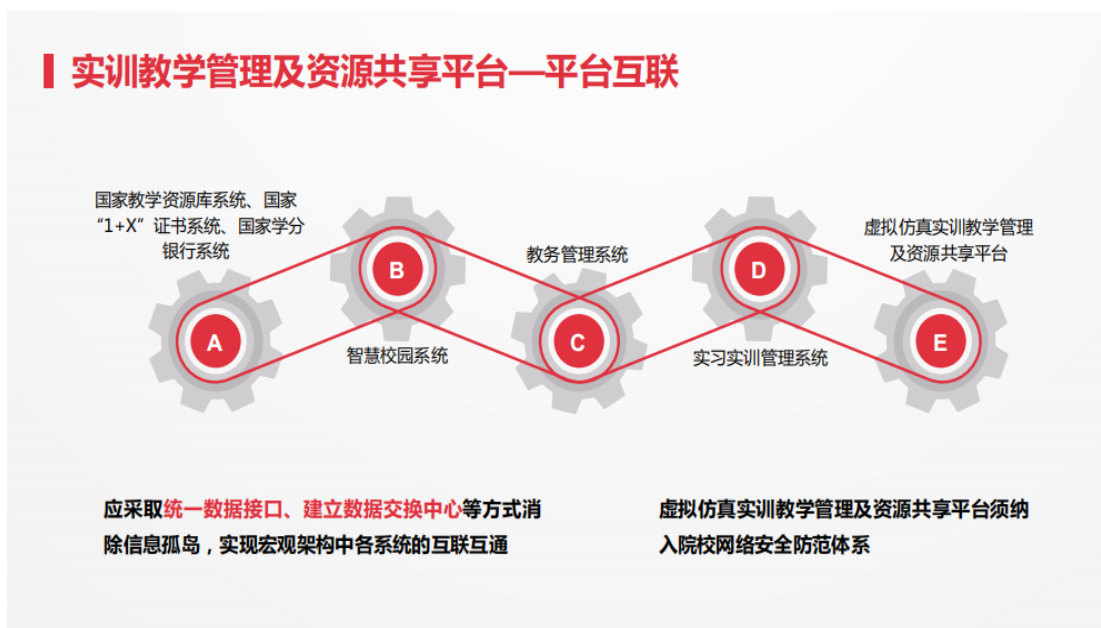 实训教学管理及资源共享平台—平台互联
国家教学资源库系统、国家
“1+X”证书系统、国家学分
银行系统
A
B
智慧校园系统
教务管理系统
C
D
实习实训管理系统
虚拟仿真实训教学管理
及资源共享平台
E
应采取统一数据接口、建立数据交换中心等方式消
除信息孤岛，实现宏观架构中各系统的互联互通
虚拟仿真实训教学管理及资源共享平台须纳
入院校网络安全防范体系